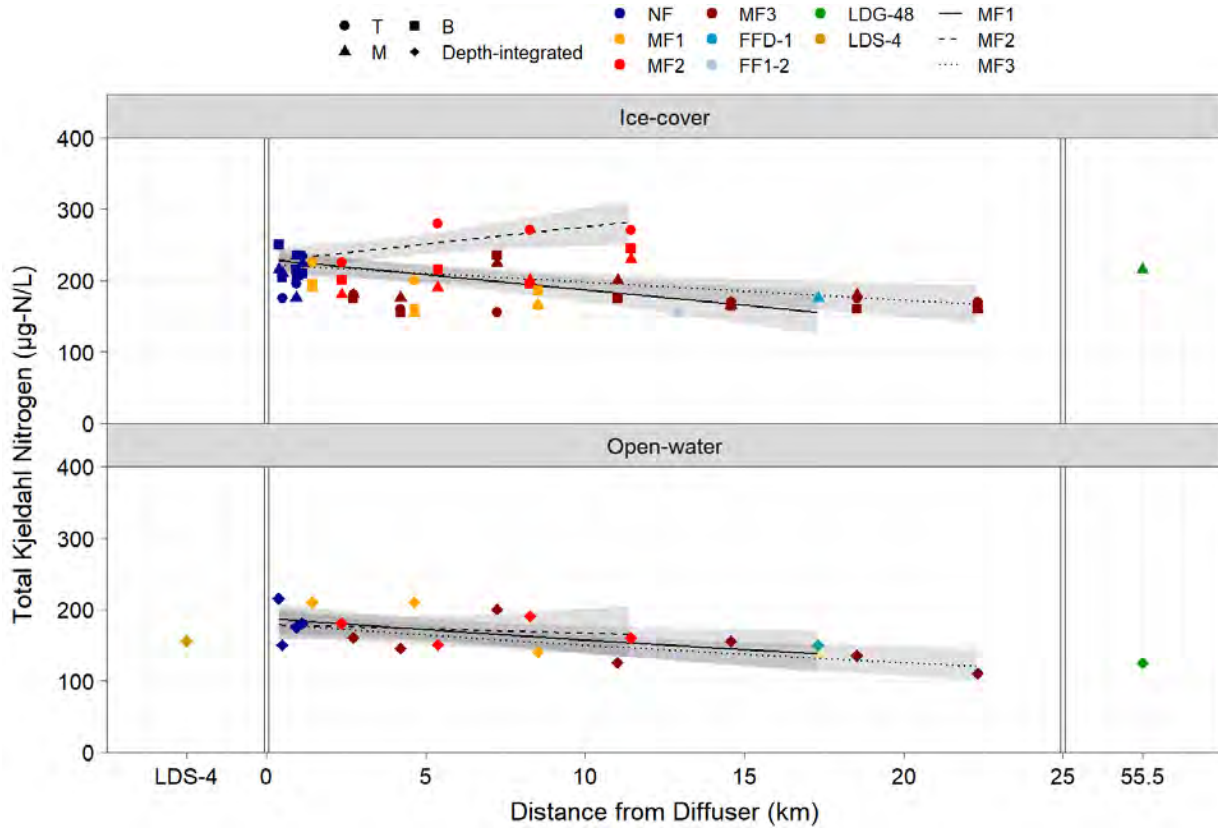 T B
M Depth-integrated
NF MF3 LDG-48 MF1
MF1 FFD-1 LDS-4 MF2
MF2 FF1-2 MF3
Ice-cover
400
300
200
100
0
Open-water
400
300
200
100
0
Total Kjeldahl Nitrogen (µg-N/L)
LDS-4 0 5 10 15 20 25 55.5
Distance from Diffuser (km)